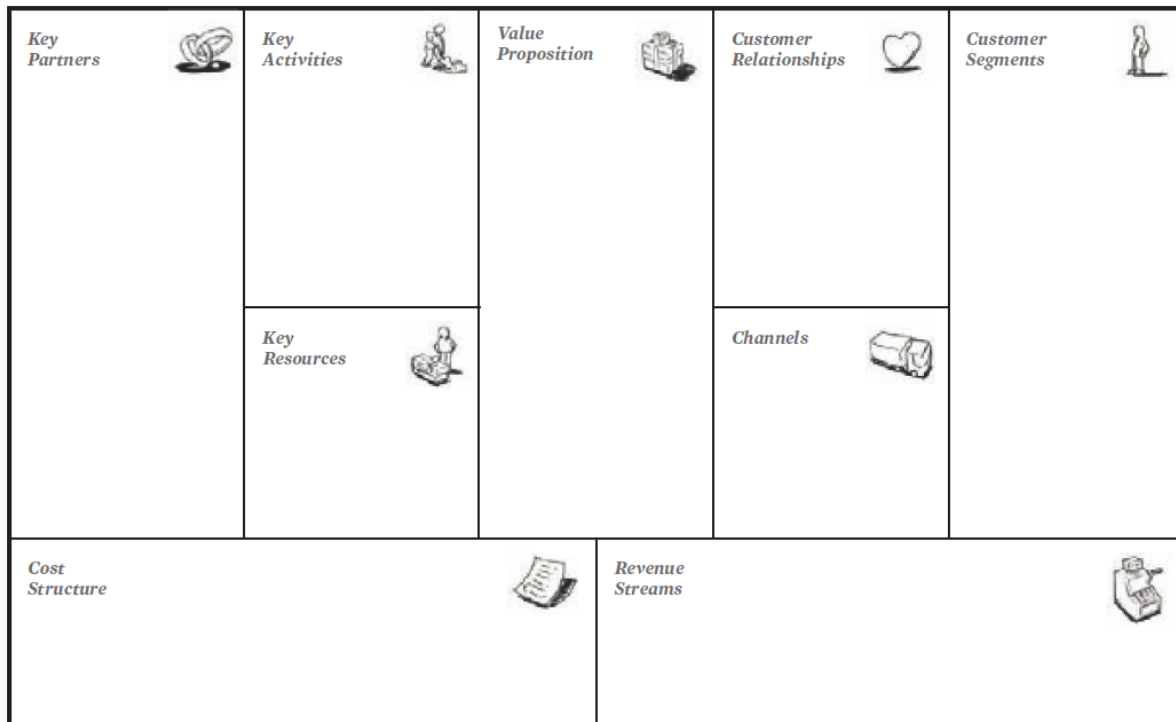 Key
Partners
Key
Activities
Value
Proposition
Customer
Relationships
Customer
Segments
Key
Resources
Channels
Cost
Structure
Revenue
Streams